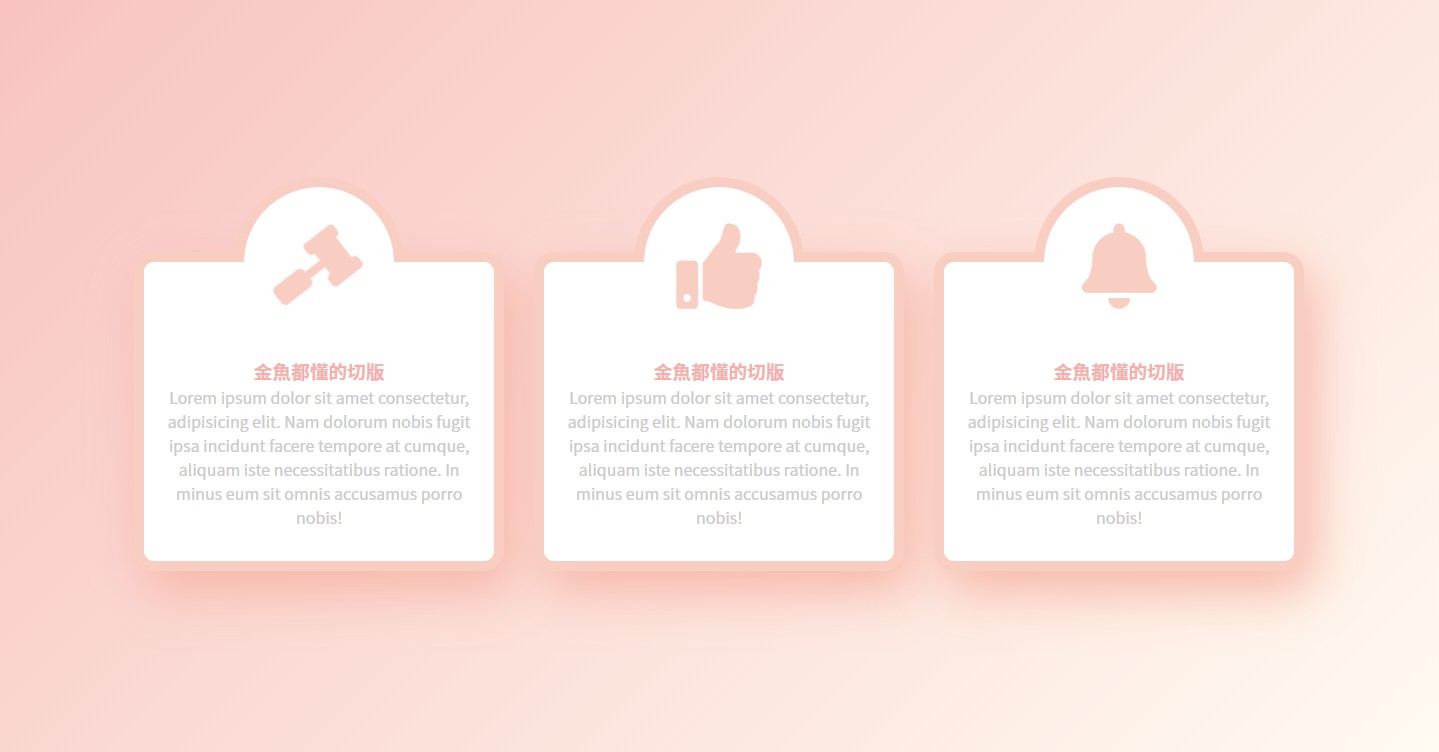 金魚都懂的切版
Lorem ipsum dolor sit amet consectetur,
adipisicing elit. Nam dolorum nobis fugit
ipsa incidunt facere tempore at cumque,
aliquam iste necessitatibus ratione. In
minus eum sit omnis accusamus porro
nobis!
金魚都懂的切版
Lorem ipsum dolor sit amet consectetur,
adipisicing elit. Nam dolorum nobis fugit
ipsa incidunt facere tempore at cumque,
aliquam iste necessitatibus ratione. In
minus eum sit omnis accusamus porro
nobis!
金魚都懂的切版
Lorem ipsum dolor sit amet consectetur,
adipisicing elit. Nam dolorum nobis fugit
ipsa incidunt facere tempore at cumque,
aliquam iste necessitatibus ratione. In
minus eum sit omnis accusamus porro
nobis!